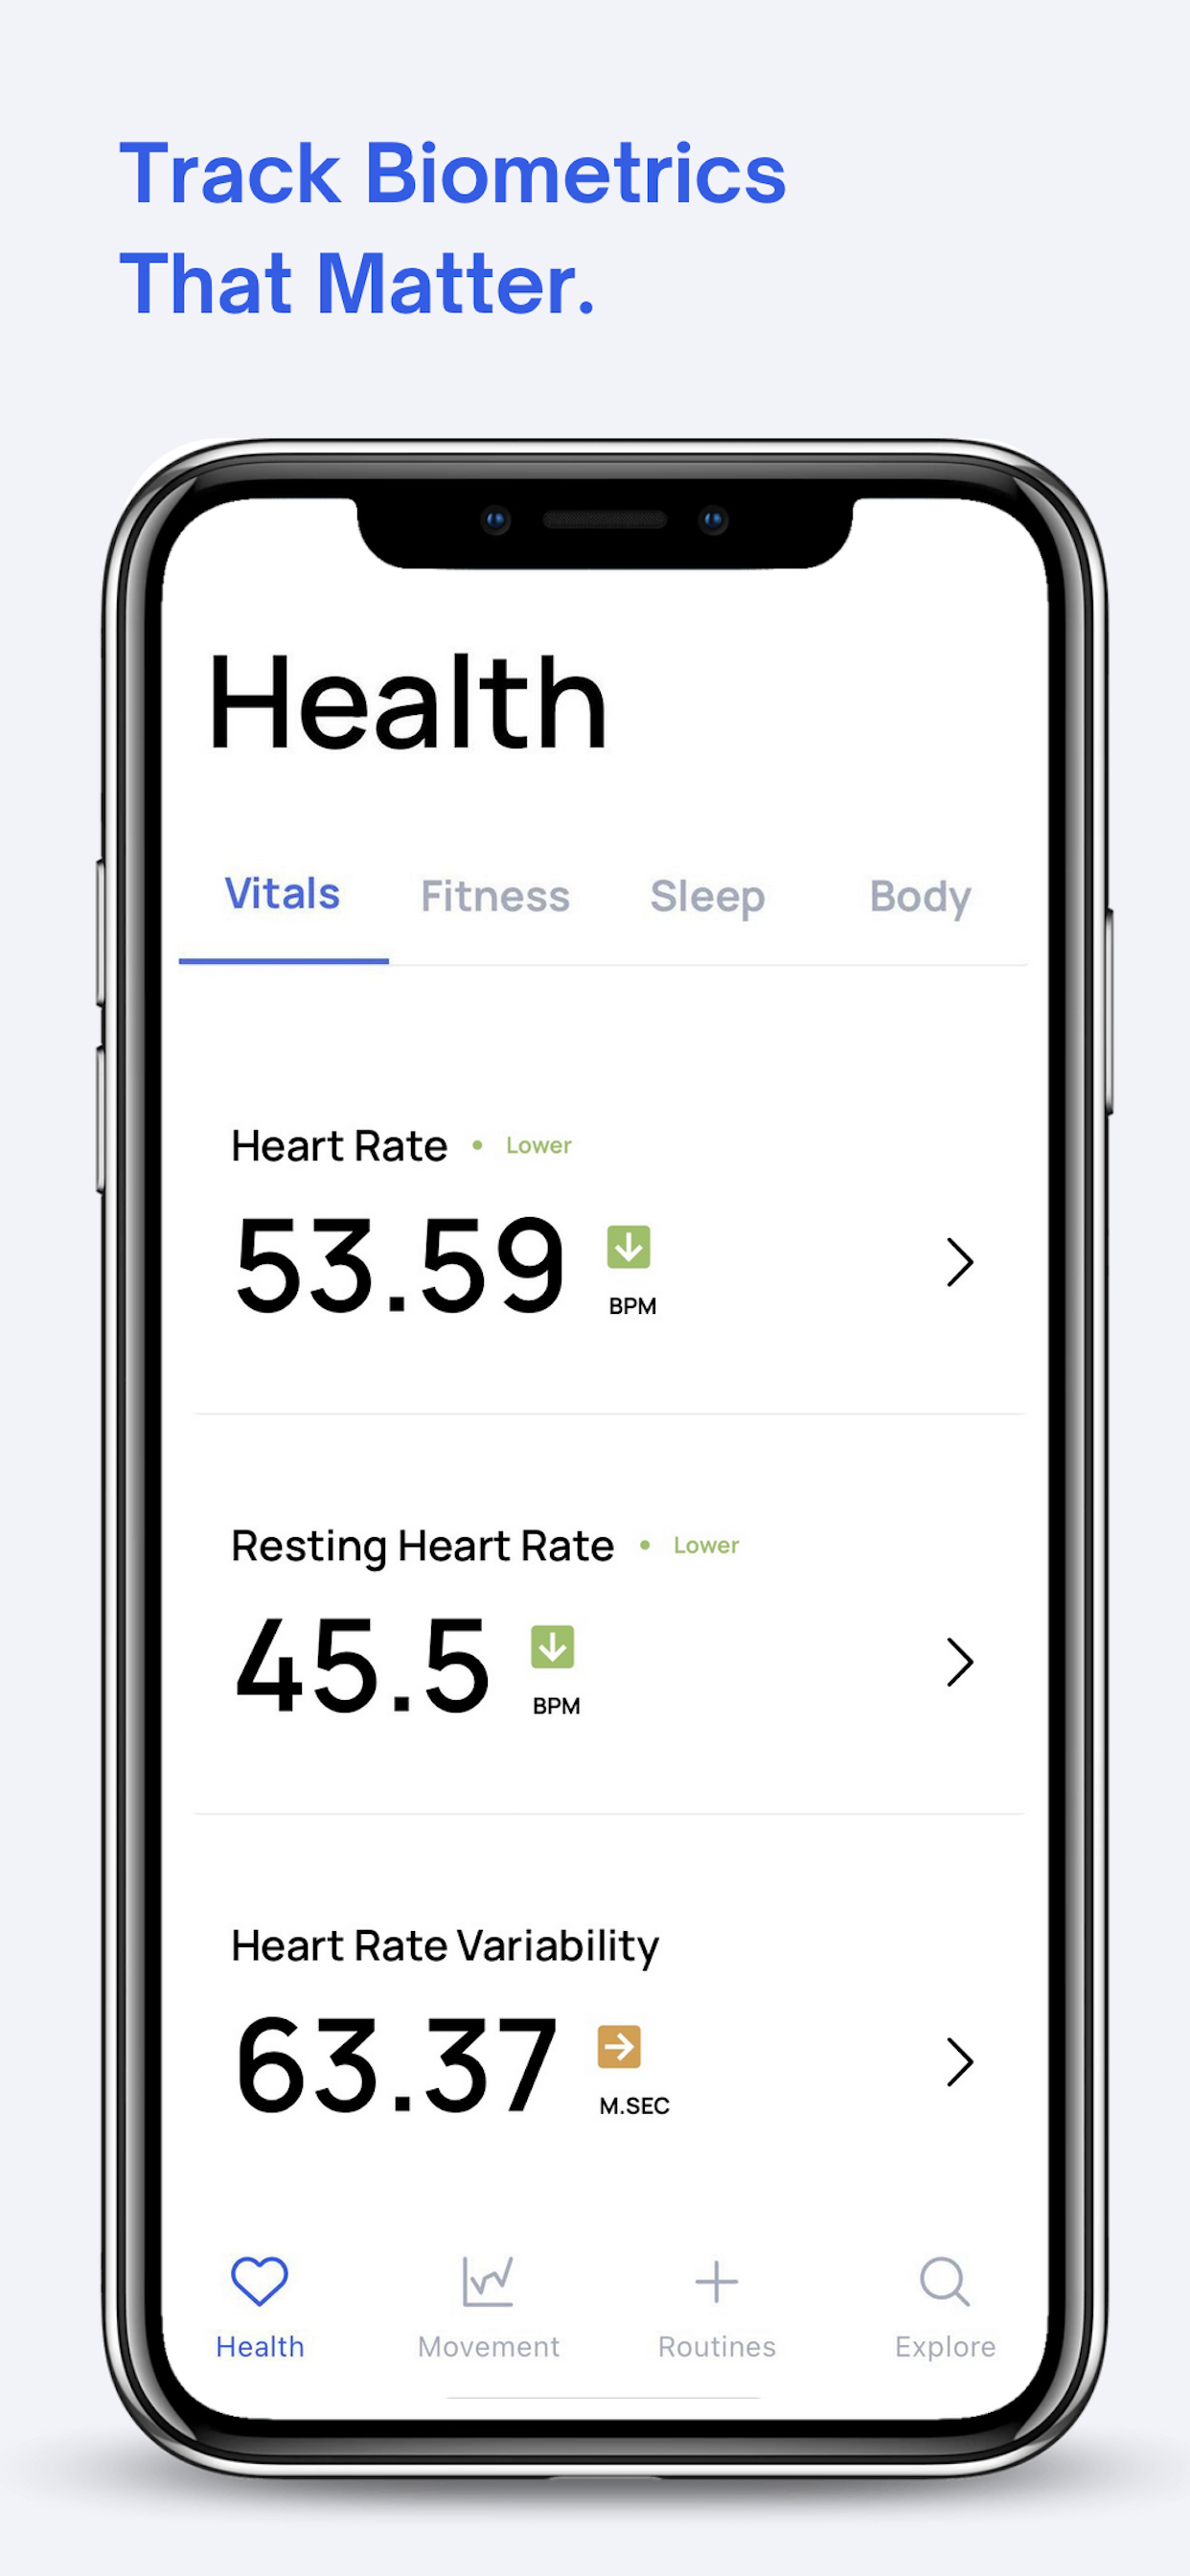 Track Biometrics
That Matter.
Health
Vitals Fitness Sleep Body
Heart Rate • Lower
53.59 BPM
Resting Heart Rate • Lower
45.5 BPM
Heart Rate Variability
63.37 M.SEC
Health Movement Routines Explore